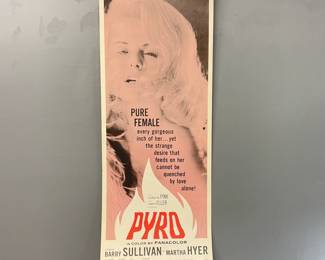 PURE
FEMALE
every gorgeous
inch of her...yet
the strange
desire that
feeds on her
cannot be
quenched
by love
alone!
PYRO
in COLOR BY PANACOLOR
BARRY SULLIVAN MARTHA HYER